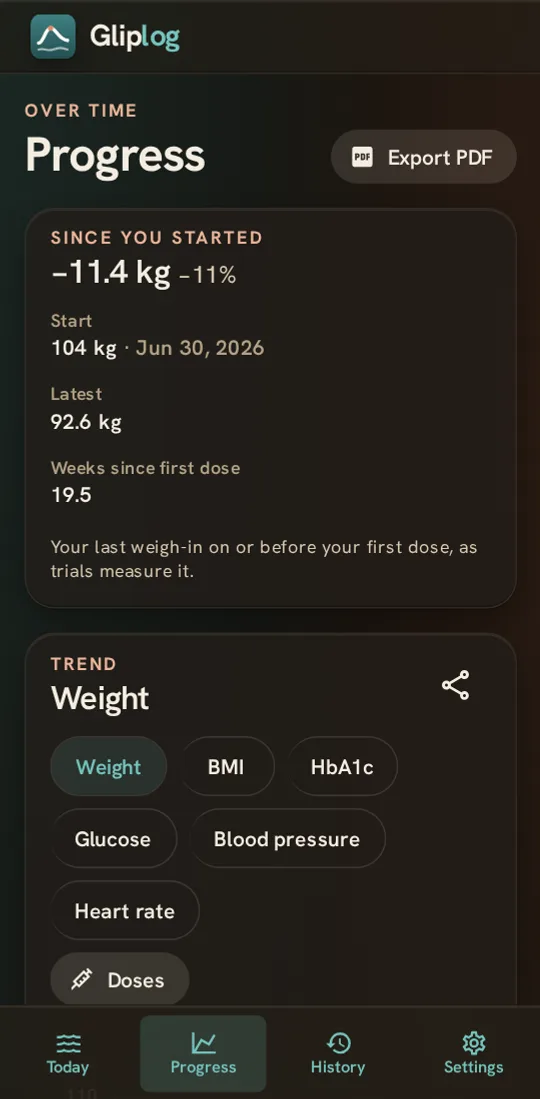 Gliplog
OVER TIME
Progress
PDF Export PDF
SINCE YOU STARTED
−11.4 kg −11%
Start
104 kg · Jun 30, 2026
Latest
92.6 kg
Weeks since first dose
19.5
Your last weigh-in on or before your first dose, as
trials measure it.
TREND
Weight
Weight BMI HbA1c
Glucose Blood pressure
Heart rate
Doses
Today Progress History Settings
110